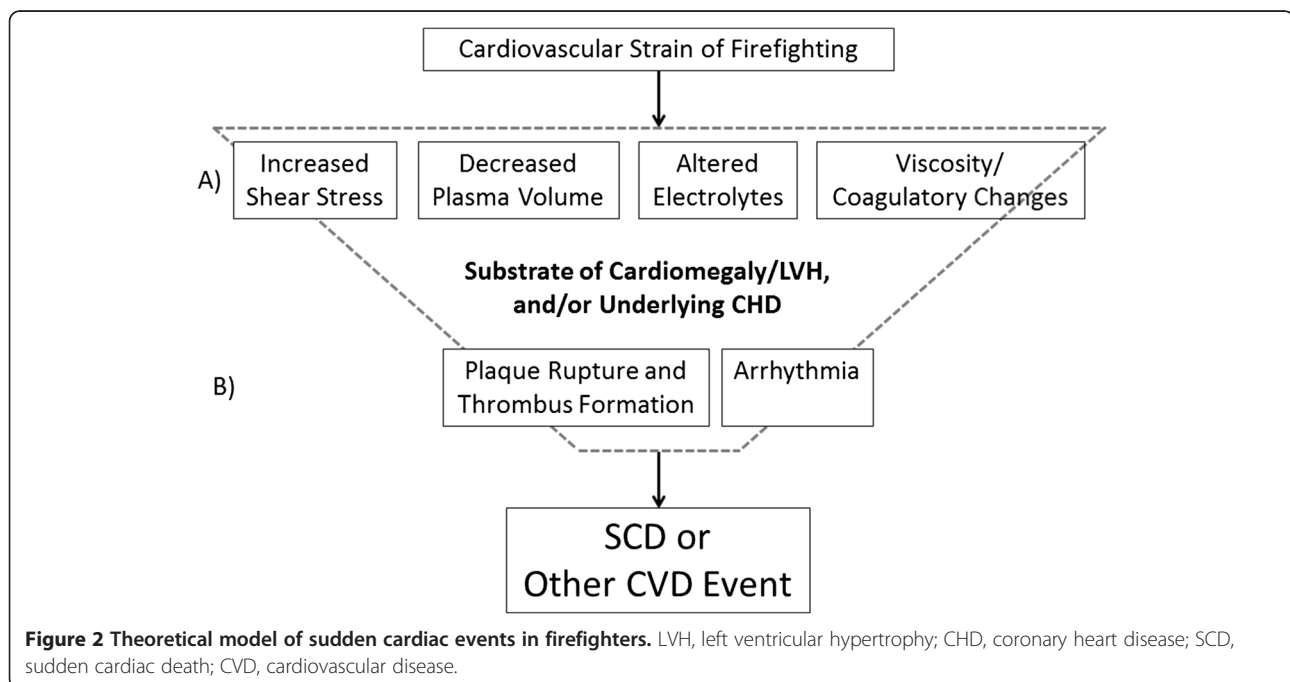 Cardiovascular Strain of Firefighting
A)
Increased
Shear Stress
Decreased
Plasma Volume
Altered
Electrolytes
Viscosity/
Coagulatory Changes
Substrate of Cardiomegaly/LVH,
and/or Underlying CHD
B)
Plaque Rupture and
Thrombus Formation
Arrhythmia
SCD or
Other CVD Event
Figure 2 Theoretical model of sudden cardiac events in firefighters. LVH, left ventricular hypertrophy; CHD, coronary heart disease; SCD,
sudden cardiac death; CVD, cardiovascular disease.